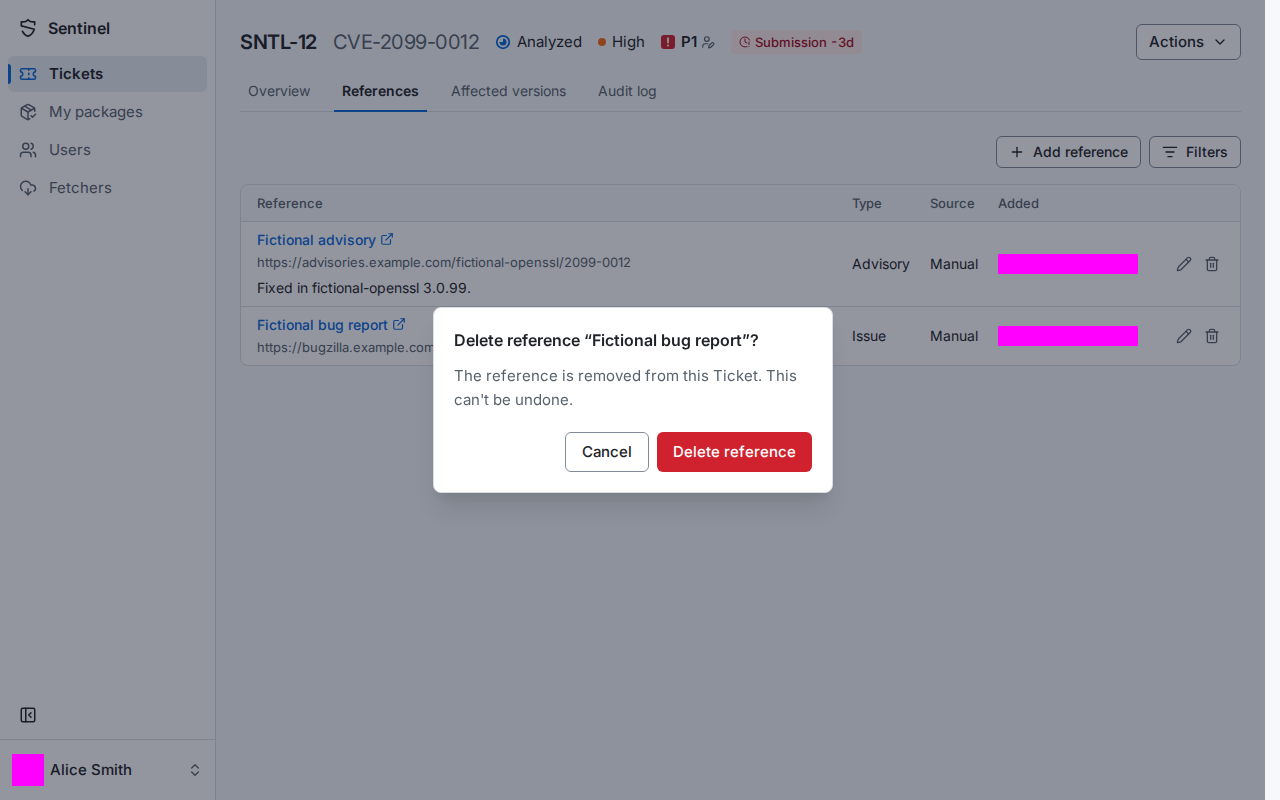 Sentinel
Tickets
My packages
Users
Fetchers
Alice Smith
SNTL-12 CVE-2099-0012 Analyzed High P1 Submission -3d
Actions
Overview References Affected versions Audit log
Add reference Filters
Reference Type Source Added
Fictional advisory
https://advisories.example.com/fictional-openssl/2099-0012
Fixed in fictional-openssl 3.0.99.
Advisory Manual
Fictional bug report
https://bugzilla.example.com
Issue Manual
Delete reference “Fictional bug report”?
The reference is removed from this Ticket. This
can't be undone.
Cancel Delete reference